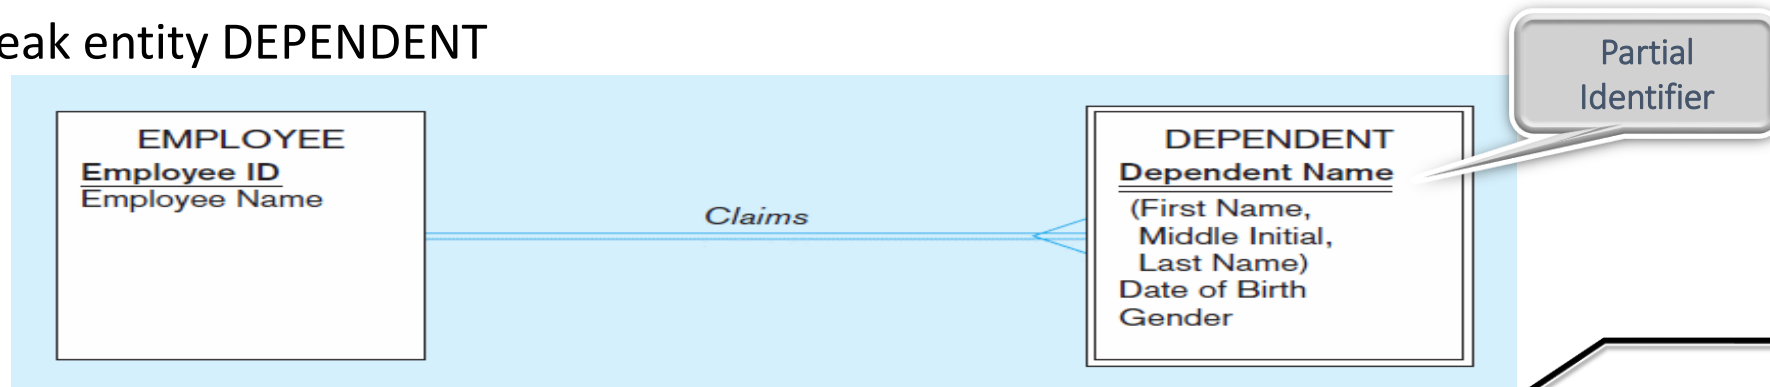 eak entity DEPENDENT
Partial
Identifier
EMPLOYEE
Employee ID
Employee Name
Claims
DEPENDENT
Dependent Name
(First Name,
Middle Initial,
Last Name)
Date of Birth
Gender